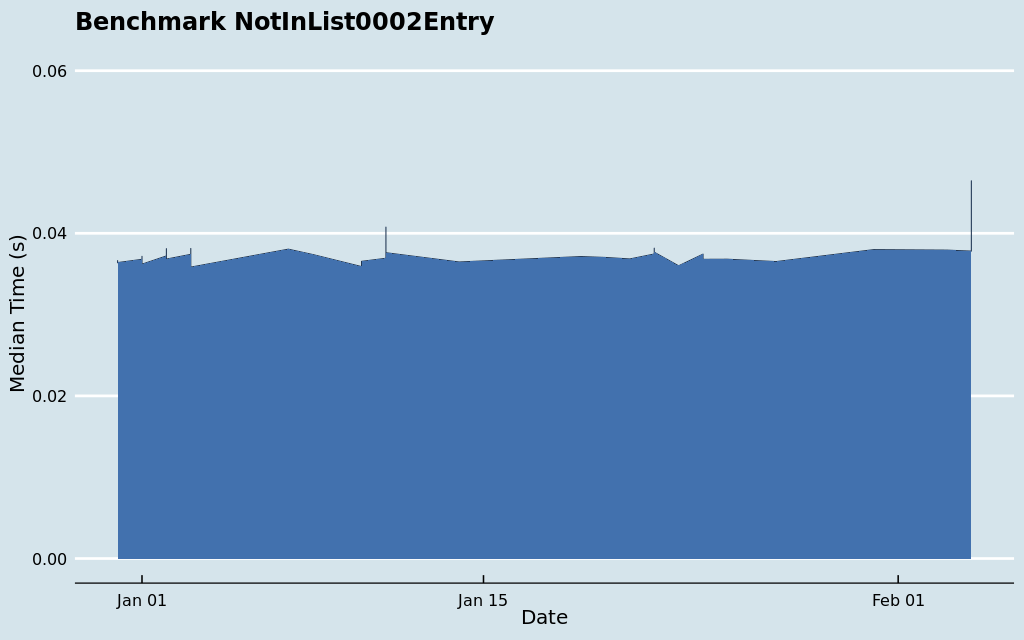 Benchmark NotInList0002Entry
0.06
0.04
0.02
0.00
Median Time (s)
Jan 01
Jan 15
Feb 01
Date